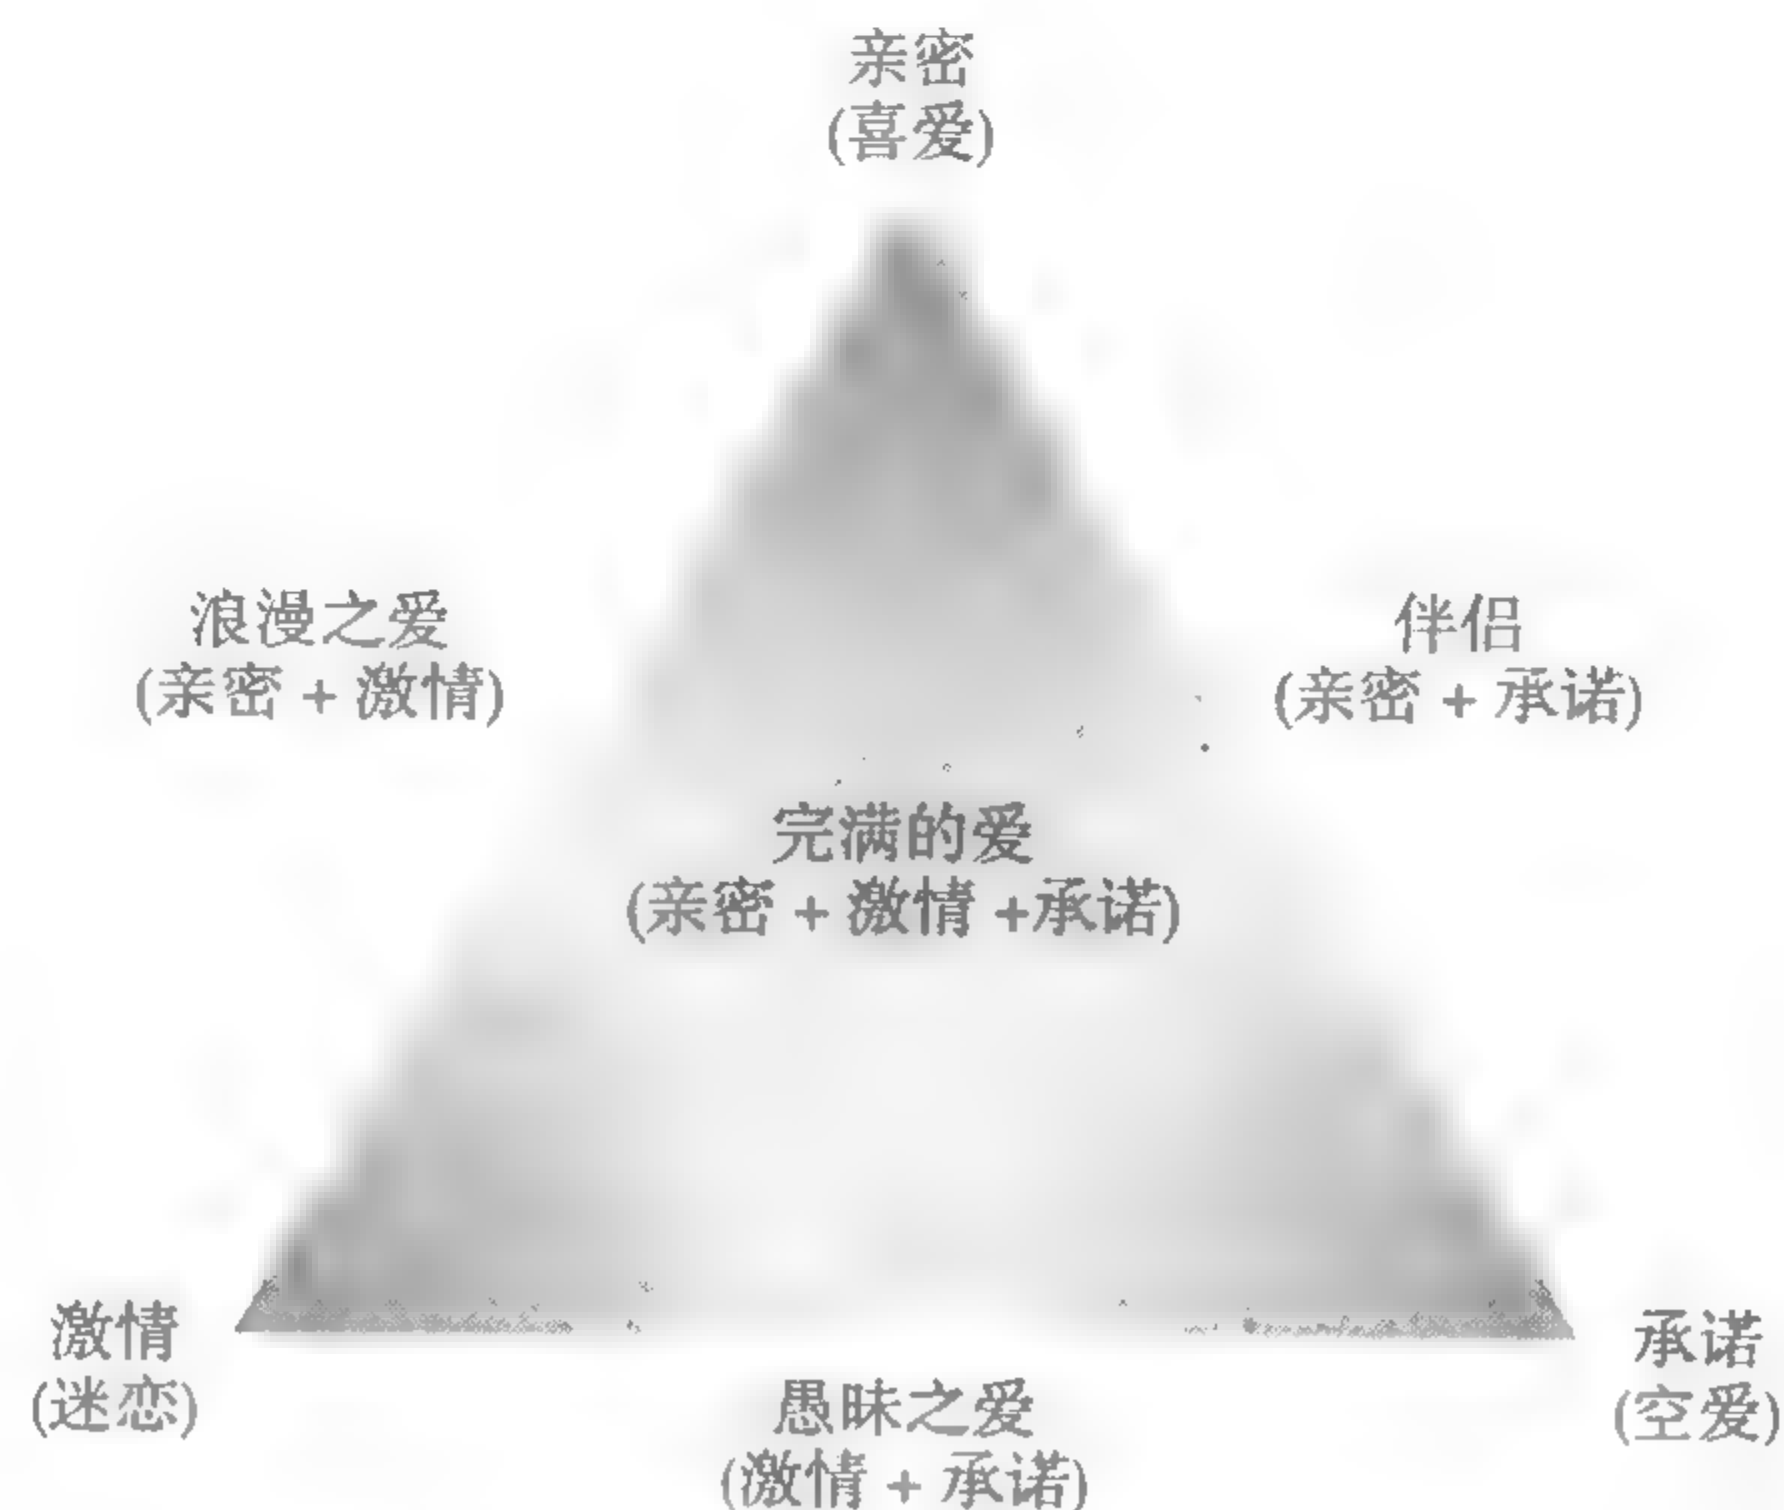 亲密
(喜爱)
浪漫之爱
(亲密 + 激情)
伴侣
(亲密 + 承诺)
完满的爱
(亲密 + 激情 +承诺)
激情
(迷恋)
承诺
(空爱)
愚昧之爱
(激情 + 承诺)